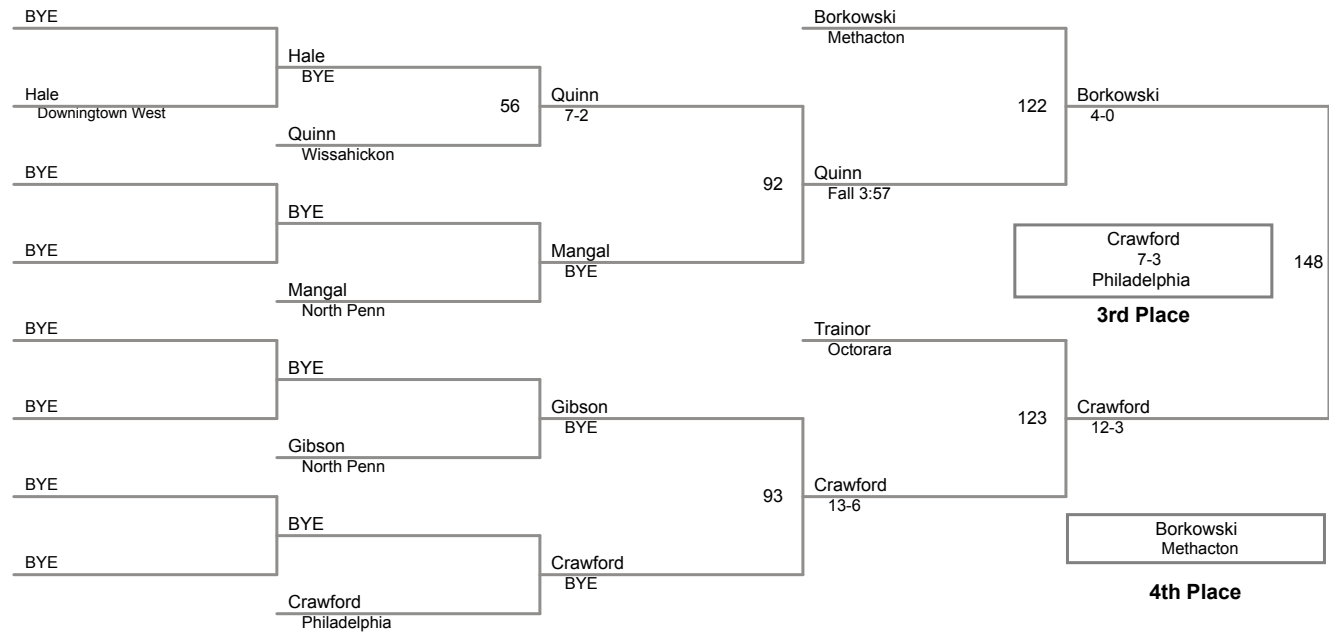 BYE
Hale
Downingtown West
BYE
BYE
BYE
BYE
BYE
BYE
Hale
BYE
Quinn
Wissahickon
BYE
Mangal
North Penn
BYE
Gibson
North Penn
BYE
Crawford
Philadelphia
56
Quinn
7-2
Mangal
BYE
Gibson
BYE
Crawford
BYE
92
93
Borkowski
Methacton
Quinn
Fall 3:57
Trainor
Octorara
Crawford
13-6
122
123
Borkowski
4-0
Crawford
12-3
148
Crawford
7-3
Philadelphia
3rd Place
Borkowski
Methacton
4th Place